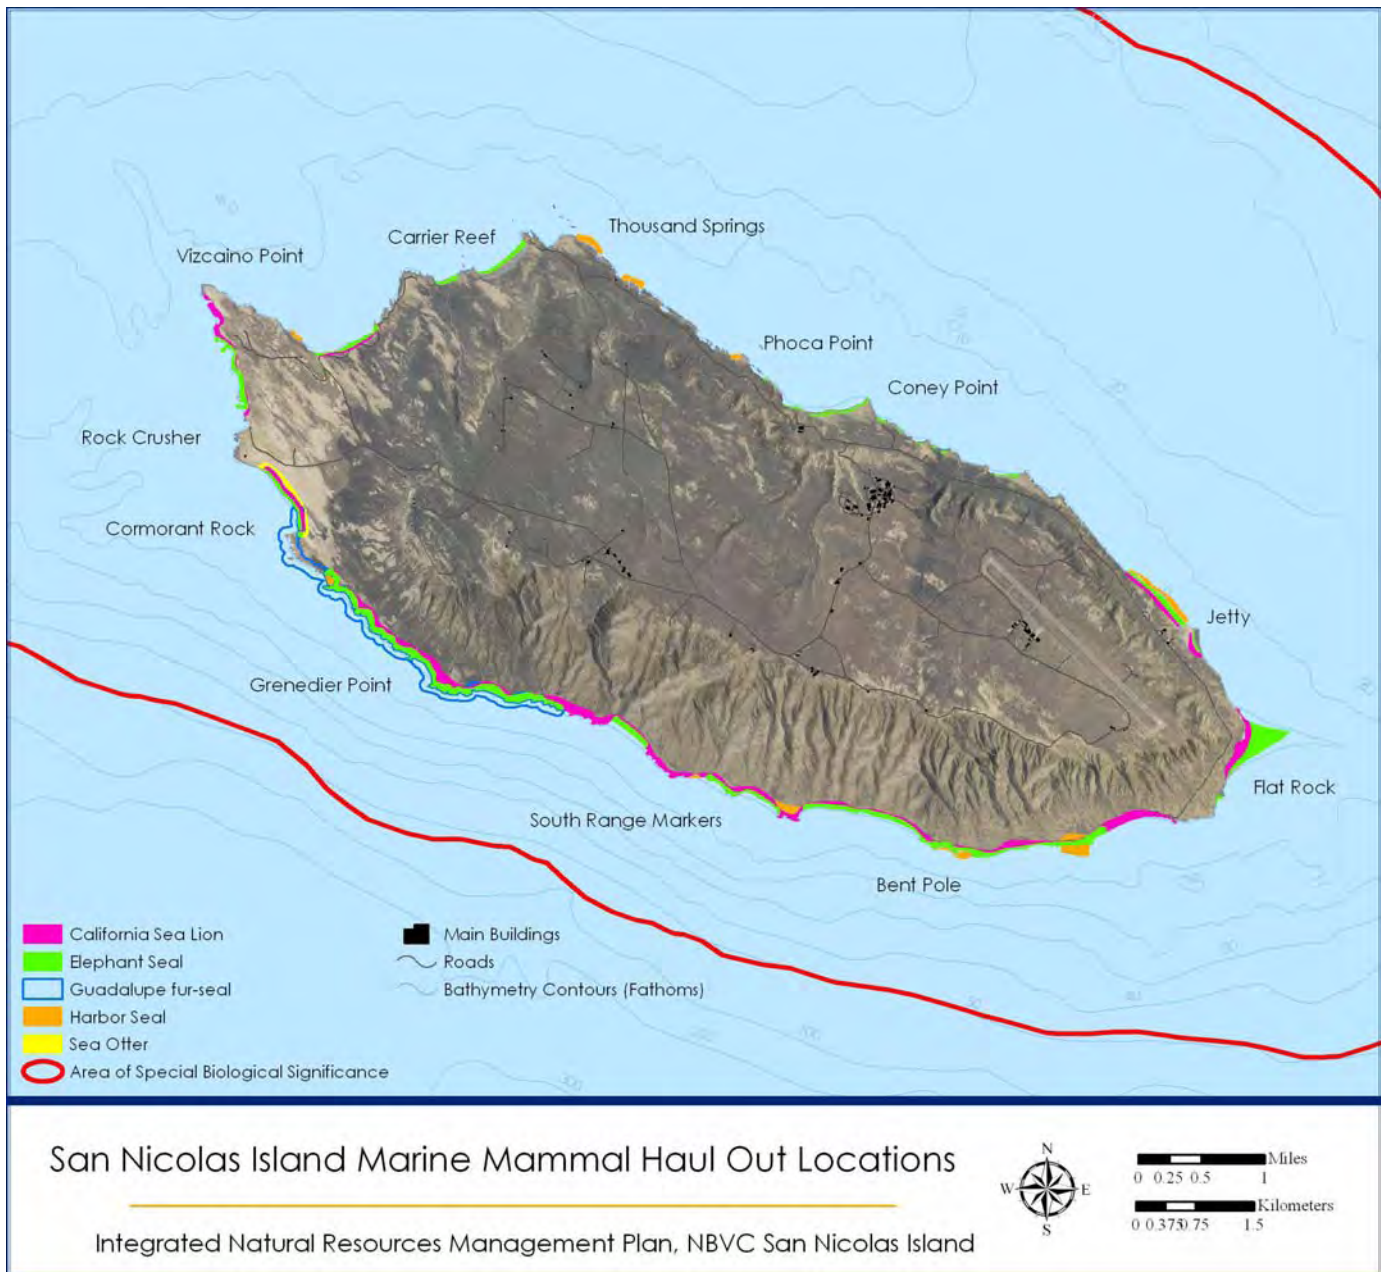 Thousand Springs
Carrier Reef
Vizcaino Point
Phoca Point
Coney Point
Rock Crusher
Cormorant Rock
Jetty
Grenedier Point
Flat Rock
South Range Markers
Bent Pole
California Sea Lion
Elephant Seal
Guadalupe fur-seal
Harbor Seal
Sea Otter
Area of Special Biological Significance
Main Buildings
Roads
Bathymetry Contours (Fathoms)
San Nicolas Island Marine Mammal Haul Out Locations
Integrated Natural Resources Management Plan, NBVC San Nicolas Island
N
W E
S
Miles
0 0.25 0.5 1
Kilometers
0 0.375 0.75 1.5